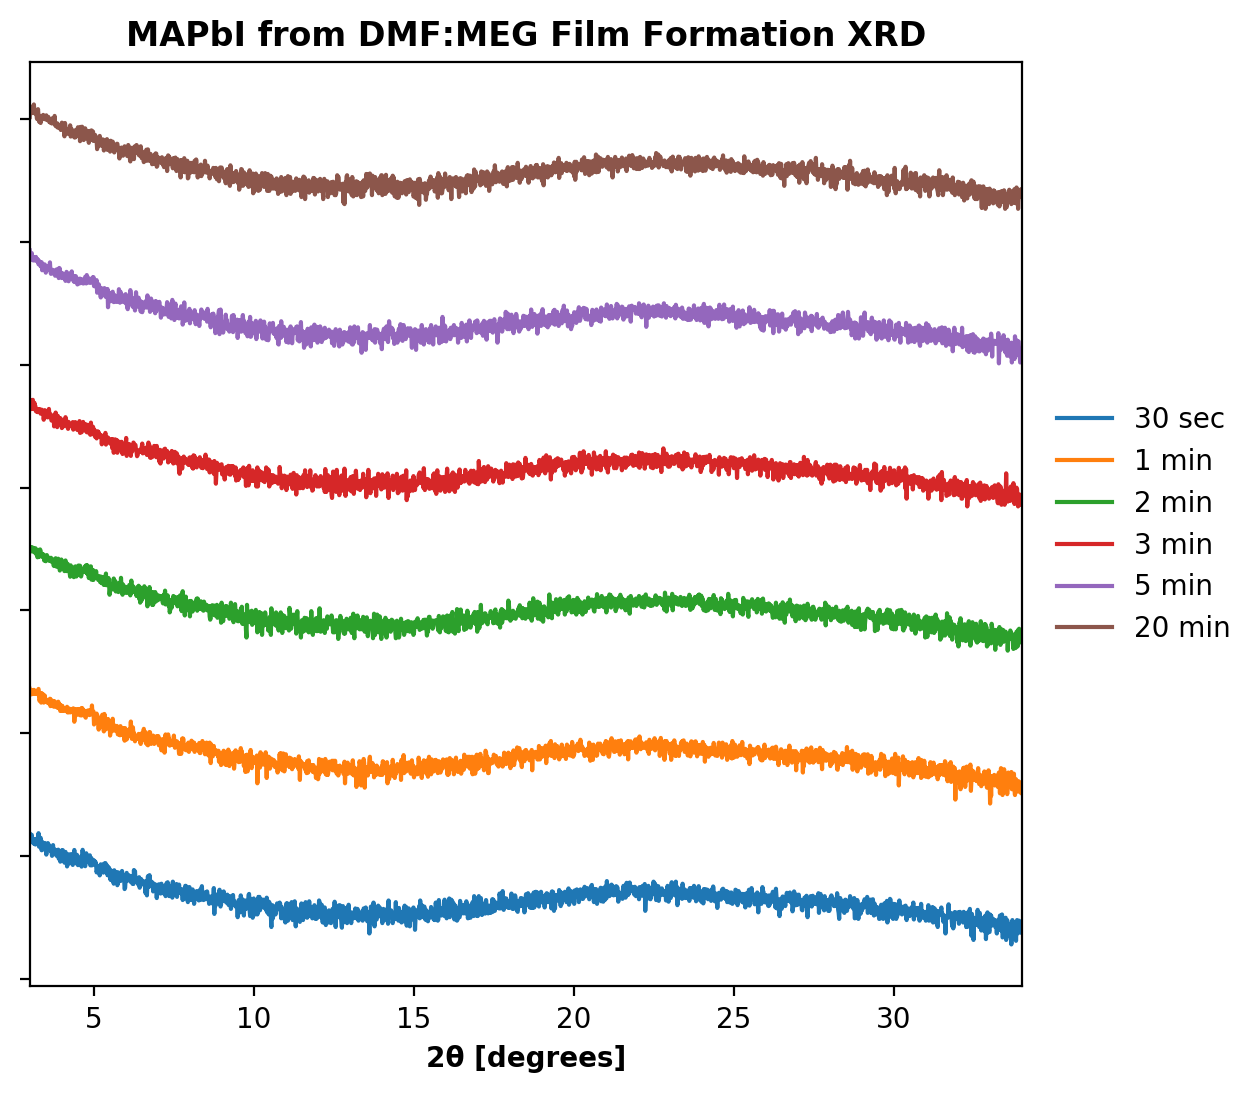 MAPbI from DMF:MEG Film Formation XRD
30 sec
1 min
2 min
3 min
5 min
20 min
5 10 15 20 25 30
2θ [degrees]